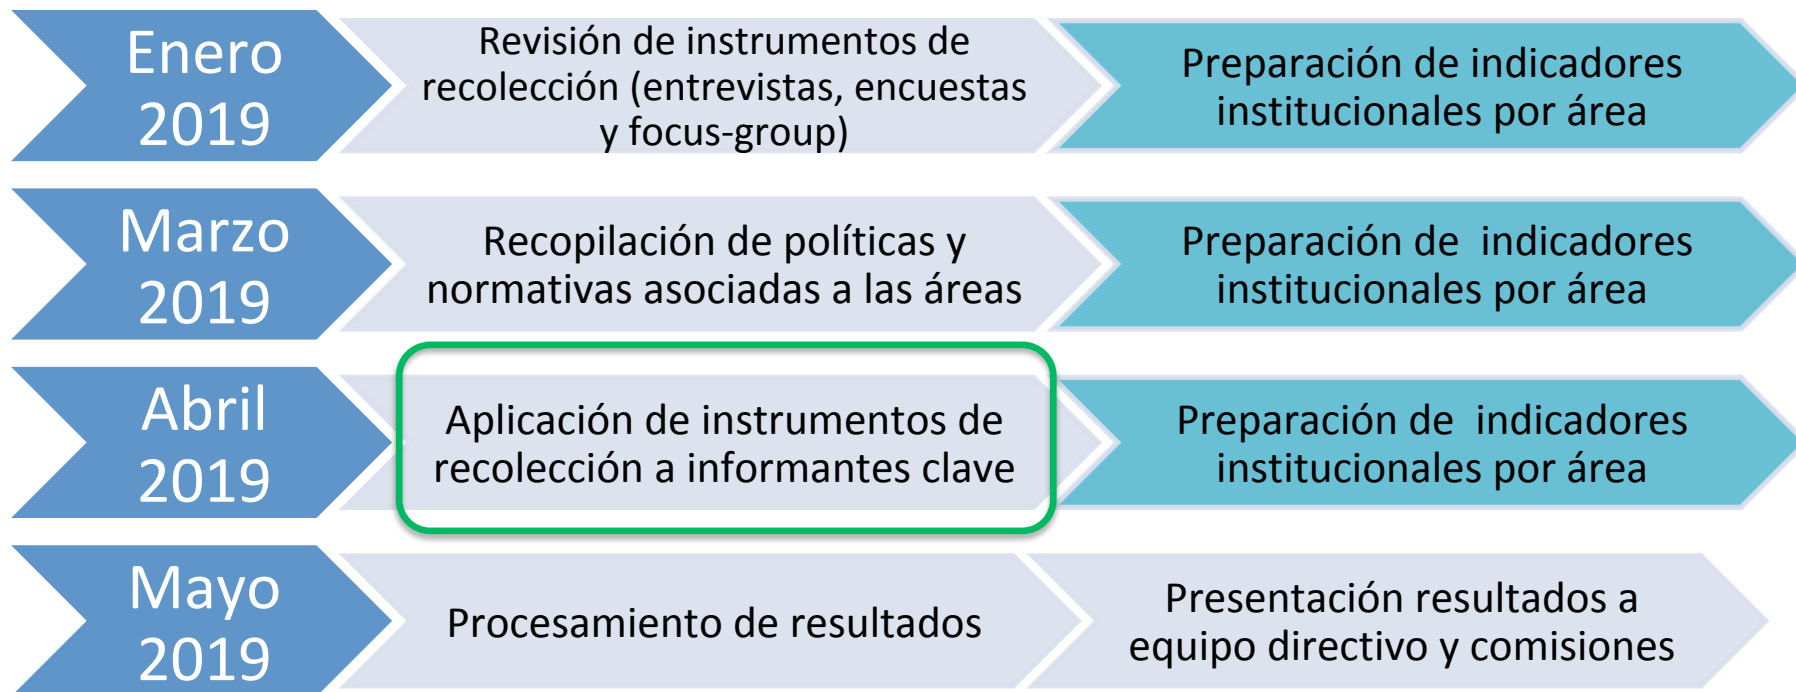 Enero
2019
Revisión de instrumentos de
recolección (entrevistas, encuestas
y focus-group)
Preparación de indicadores
institucionales por área
Marzo
2019
Recopilación de políticas y
normativas asociadas a las áreas
Preparación de indicadores
institucionales por área
Abril
2019
Aplicación de instrumentos de
recolección a informantes clave
Preparación de indicadores
institucionales por área
Mayo
2019
Procesamiento de resultados
Presentación resultados a
equipo directivo y comisiones